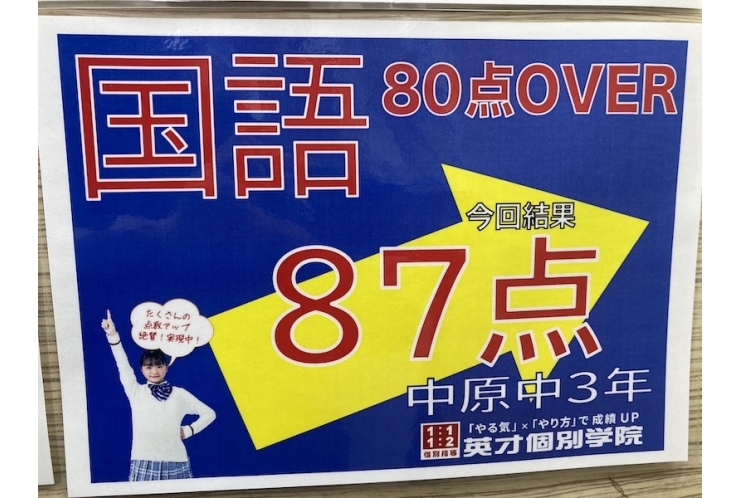 国語
80点OVER
今回結果
87点
たくさんの
点数アップ
絶賛！実現中！
中原中3年
「やる気」×「やり方」で成績UP
1:1
1:2
個別指導
英才個別学院